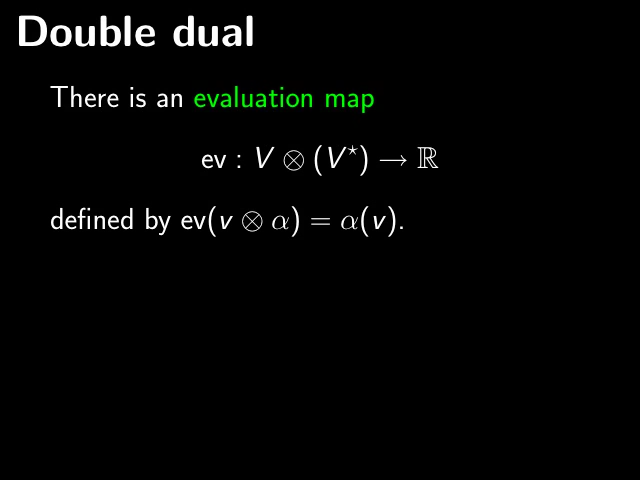 Double dual
There is an evaluation map
ev : V ⊗ (V⋆) → ℝ
defined by ev(v ⊗ α) = α(v).